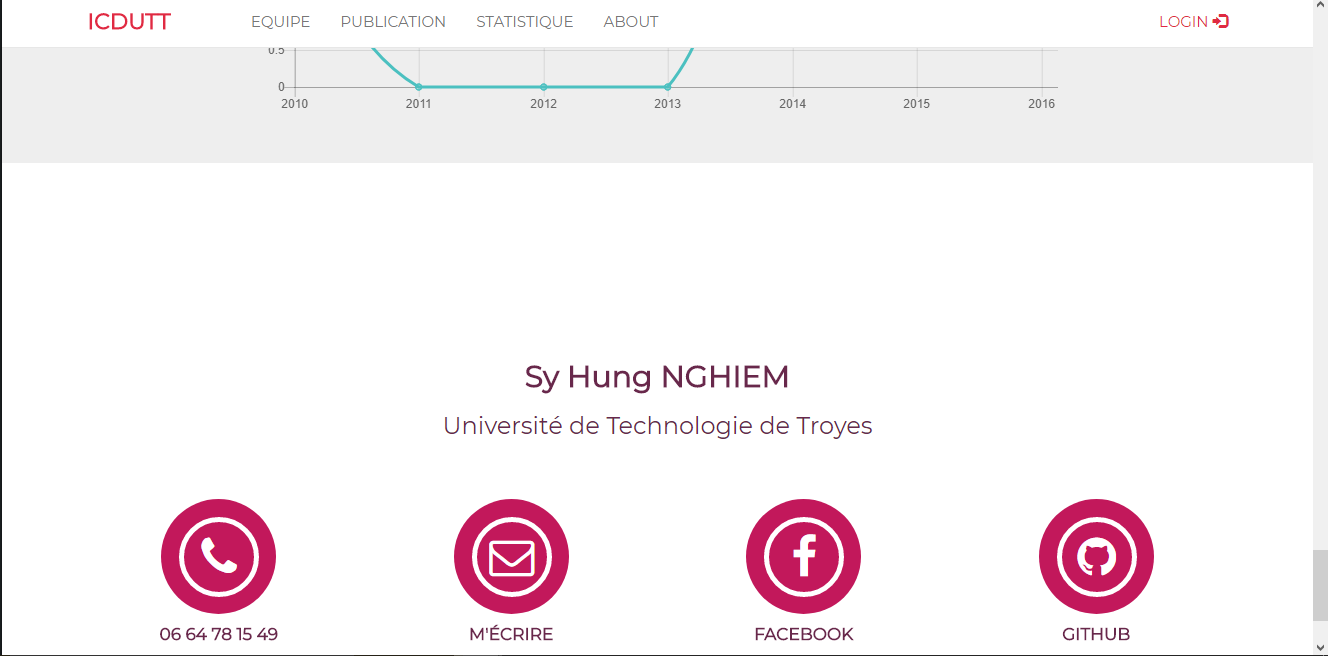 ICDUTT EQUIPE PUBLICATION STATISTIQUE ABOUT LOGIN
0.5
0
2010 2011 2012 2013 2014 2015 2016
Sy Hung NGHIEM
Université de Technologie de Troyes
06 64 78 15 49 M'ÉCRIRE FACEBOOK GITHUB